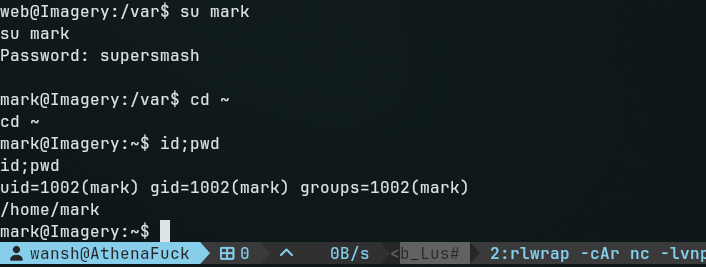 web@Imagery:/var$ su mark
su mark
Password: supersmash
mark@Imagery:/var$ cd ~
cd ~
mark@Imagery:~$ id;pwd
id;pwd
uid=1002(mark) gid=1002(mark) groups=1002(mark)
/home/mark
mark@Imagery:~$
wansh@AthenaFuck 0 0B/s <b_Lus# 2:rlwrap -cAr nc -lvnp